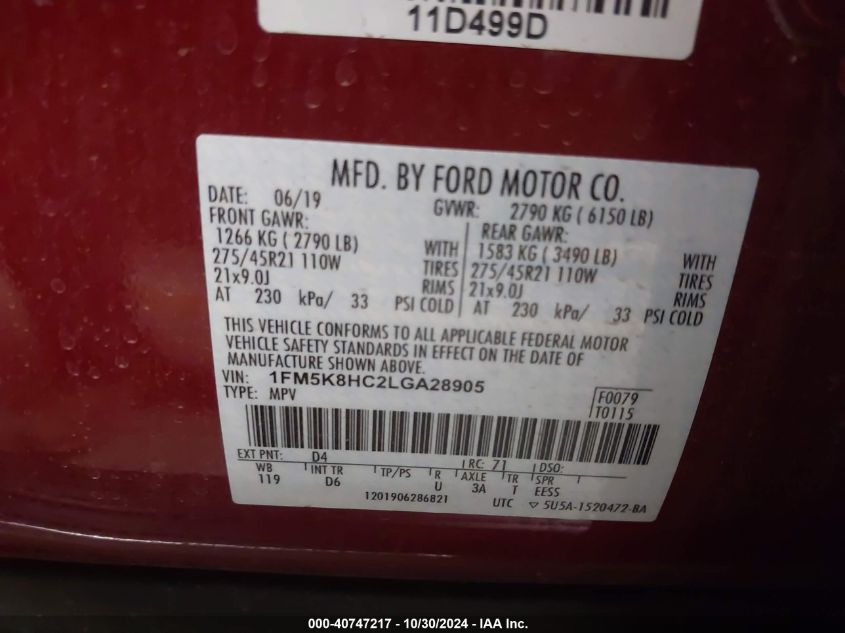 11D499D
MFD. BY FORD MOTOR CO.
DATE: 06/19 GVWR: 2790 KG ( 6150 LB)
FRONT GAWR: REAR GAWR:
1266 KG ( 2790 LB) WITH 1583 KG ( 3490 LB) WITH
275/45R21 110W TIRES 275/45R21 110W TIRES
21x9.0J RIMS 21x9.0J RIMS
AT 230 kPa/ 33 PSI COLD AT 230 kPa/ 33 PSI COLD
THIS VEHICLE CONFORMS TO ALL APPLICABLE FEDERAL MOTOR
VEHICLE SAFETY STANDARDS IN EFFECT ON THE DATE OF
MANUFACTURE SHOWN ABOVE.
VIN: 1FM5K8HC2LGA28905 F0079
TYPE: MPV T0115
EXT PNT: D4 RC: 71 DSO:
WB INT TR TP/PS R AXLE TR SPR
119 D6 U 3A T EESS
1201906286821 UTC ▽ 5U5A-1520472-BA
000-40747217 - 10/30/2024 - IAA Inc.